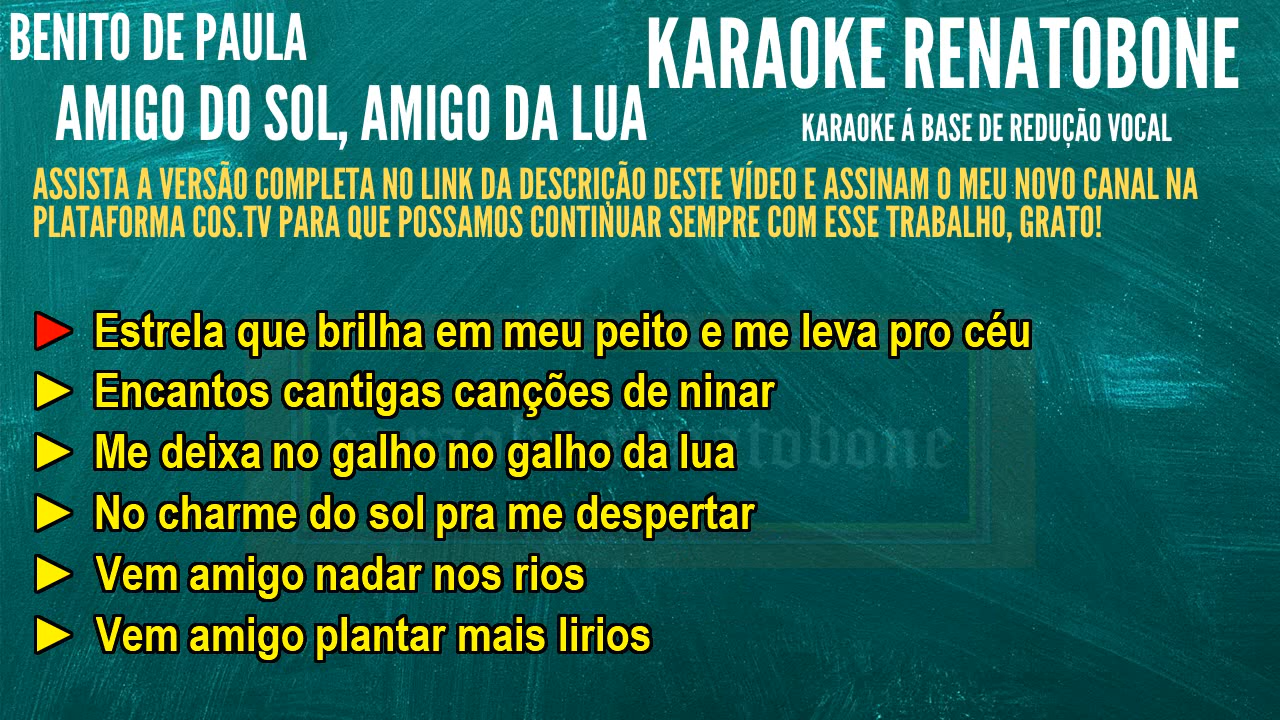 BENITO DE PAULA
AMIGO DO SOL, AMIGO DA LUA
KARAOKE RENATOBONE
KARAOKE Á BASE DE REDUÇÃO VOCAL
ASSISTA A VERSÃO COMPLETA NO LINK DA DESCRIÇÃO DESTE VÍDEO E ASSINAM O MEU NOVO CANAL NA
PLATAFORMA COS.TV PARA QUE POSSAMOS CONTINUAR SEMPRE COM ESSE TRABALHO, GRATO!
Estrela que brilha em meu peito e me leva pro céu
Encantos cantigas canções de ninar
Me deixa no galho no galho da lua
No charme do sol pra me despertar
Vem amigo nadar nos rios
Vem amigo plantar mais lirios